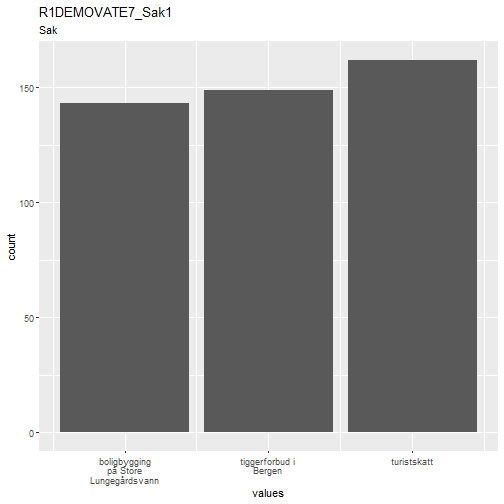 R1DEMOVATE7_Sak1
Sak
150
100
50
0
count
boligbygging
på Store
Lungegårdsvann
tiggerforbud i
Bergen
turistskatt
values